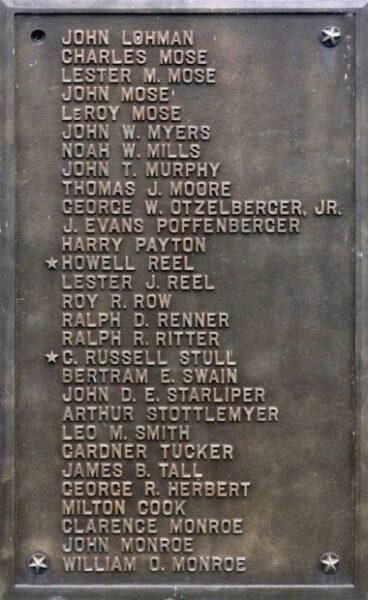 JOHN LOHMAN
CHARLES MOSE
LESTER M. MOSE
JOHN MOSE
LEROY MOSE
JOHN W. MYERS
NOAH W. MILLS
JOHN T. MURPHY
THOMAS J. MOORE
GEORGE W. OTZELBERGER, JR.
J. EVANS POFFENBERGER
HARRY PAYTON
★HOWELL REEL
LESTER J. REEL
ROY R. ROW
RALPH D. RENNER
RALPH R. RITTER
★C. RUSSELL STULL
BERTRAM E. SWAIN
JOHN D. E. STARLIPER
ARTHUR STOTTLEMYER
LEO M. SMITH
GARDNER TUCKER
JAMES B. TALL
GEORGE R. HERBERT
MILTON COOK
CLARENCE MONROE
JOHN MONROE
WILLIAM O. MONROE